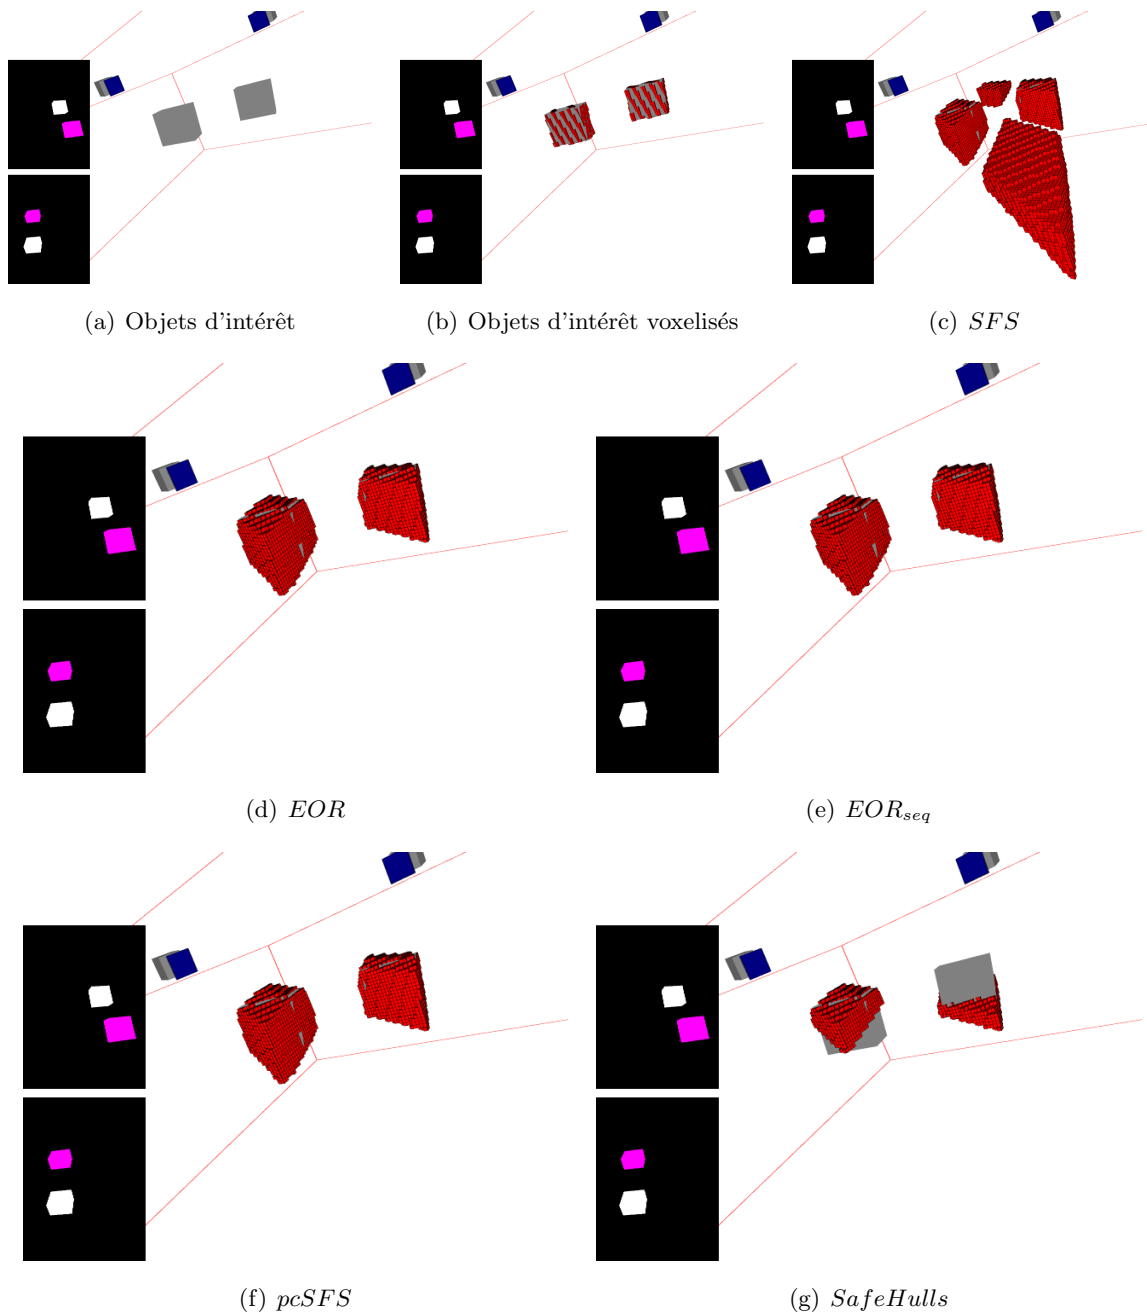 (a) Objets d'intérêt
(b) Objets d'intérêt voxelisés
(c) SFS
(d) EOR
(e) EOR_seq
(f) pcSFS
(g) SafeHulls